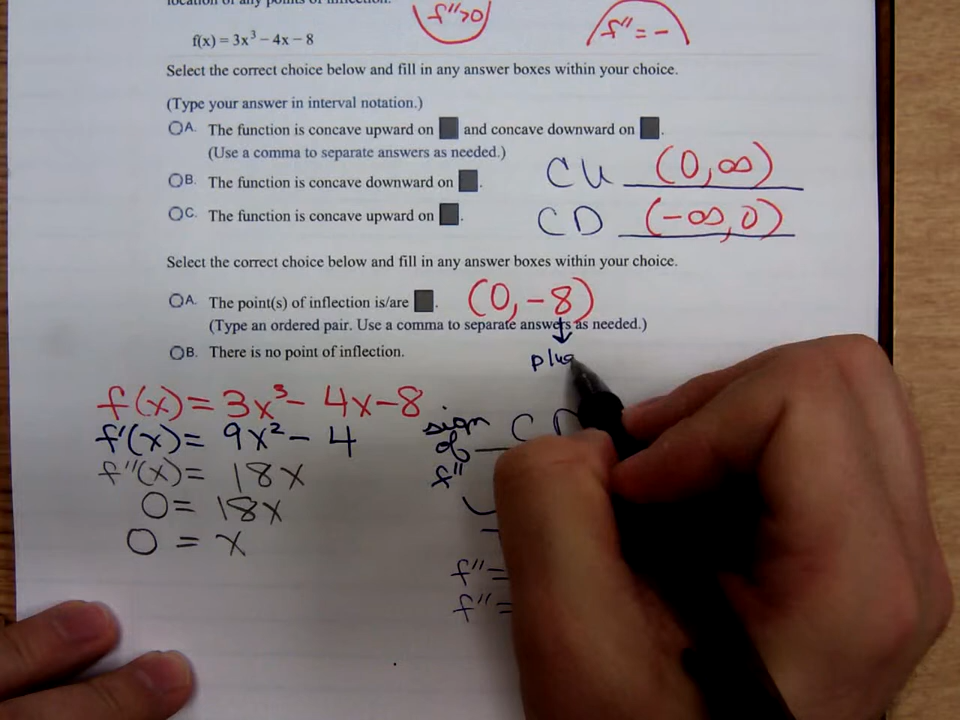 location of any points of inflection.
f''>0
f'' = -
f(x) = 3x³ − 4x − 8
Select the correct choice below and fill in any answer boxes within your choice.
(Type your answer in interval notation.)
A. The function is concave upward on and concave downward on .
(Use a comma to separate answers as needed.)
CU (0, ∞)
B. The function is concave downward on .
C. The function is concave upward on .
CD (-∞, 0)
Select the correct choice below and fill in any answer boxes within your choice.
A. The point(s) of inflection is/are . (0, -8)
(Type an ordered pair. Use a comma to separate answers as needed.)
B. There is no point of inflection.
plug
f(x) = 3x³ - 4x - 8
sign CD
f'(x) = 9x² - 4
of
f''(x) = 18x
f''
0 = 18x
0 = x
f'' =
f'' =